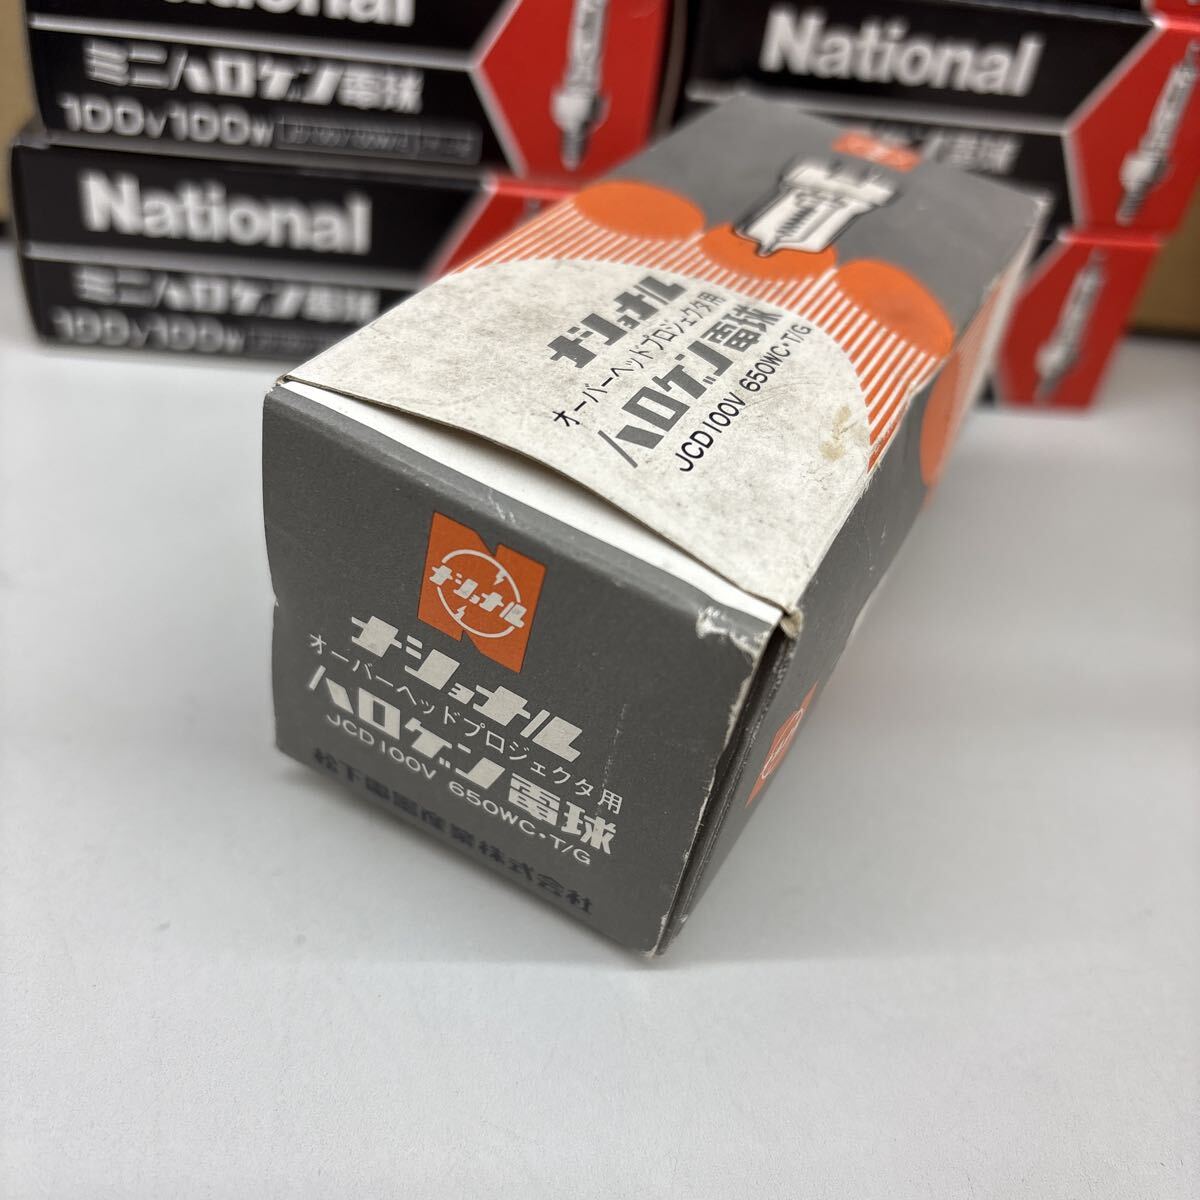 National
ミニハロゲン電球
100V100W
National
ミニハロゲン電球
100V100W
National
電球
ナショナル
オーバーヘッドプロジェクタ用
ハロゲン電球
JCD100V 650WC・T/G
ナショナル
ナショナル
オーバーヘッドプロジェクタ用
ハロゲン電球
JCD100V 650WC・T/G
松下電器産業株式会社